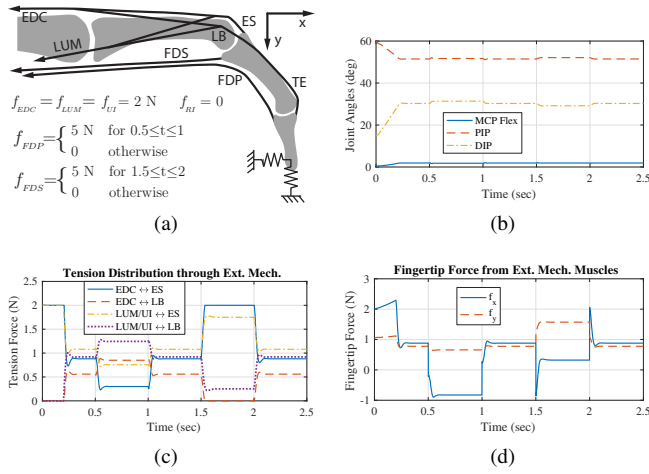 EDC
ES
x
LB
y
LUM
FDS
TE
FDP
f_EDC = f_LUM = f_UI = 2 N f_RI = 0
f_FDP = { 5 N for 0.5≤t≤1
0 otherwise
f_FDS = { 5 N for 1.5≤t≤2
0 otherwise
(a)
60
40
20
0
Joint Angles (deg)
MCP Flex
PIP
DIP
0 0.5 1 1.5 2 2.5
Time (sec)
(b)
Tension Distribution through Ext. Mech.
2.5
2
1.5
1
0.5
0
Tension Force (N)
EDC ↔ ES
EDC ↔ LB
LUM/UI ↔ ES
LUM/UI ↔ LB
0 0.5 1 1.5 2 2.5
Time (sec)
(c)
Fingertip Force from Ext. Mech. Muscles
3
2
1
0
-1
Fingertip Force (N)
f_x
f_y
0 0.5 1 1.5 2 2.5
Time (sec)
(d)